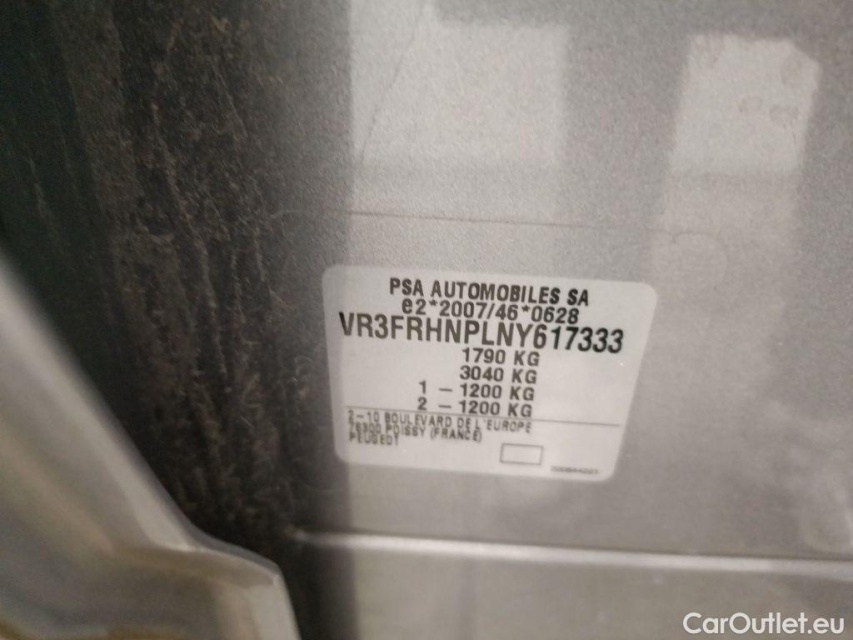 PSA AUTOMOBILES SA
e2*2007/46*0628
VR3FRHNPLNY617333
1790 KG
3040 KG
1 - 1200 KG
2 - 1200 KG
2-10 BOULEVARD DE L'EUROPE
78300 POISSY (FRANCE)
PEUGEOT
CarOutlet.eu